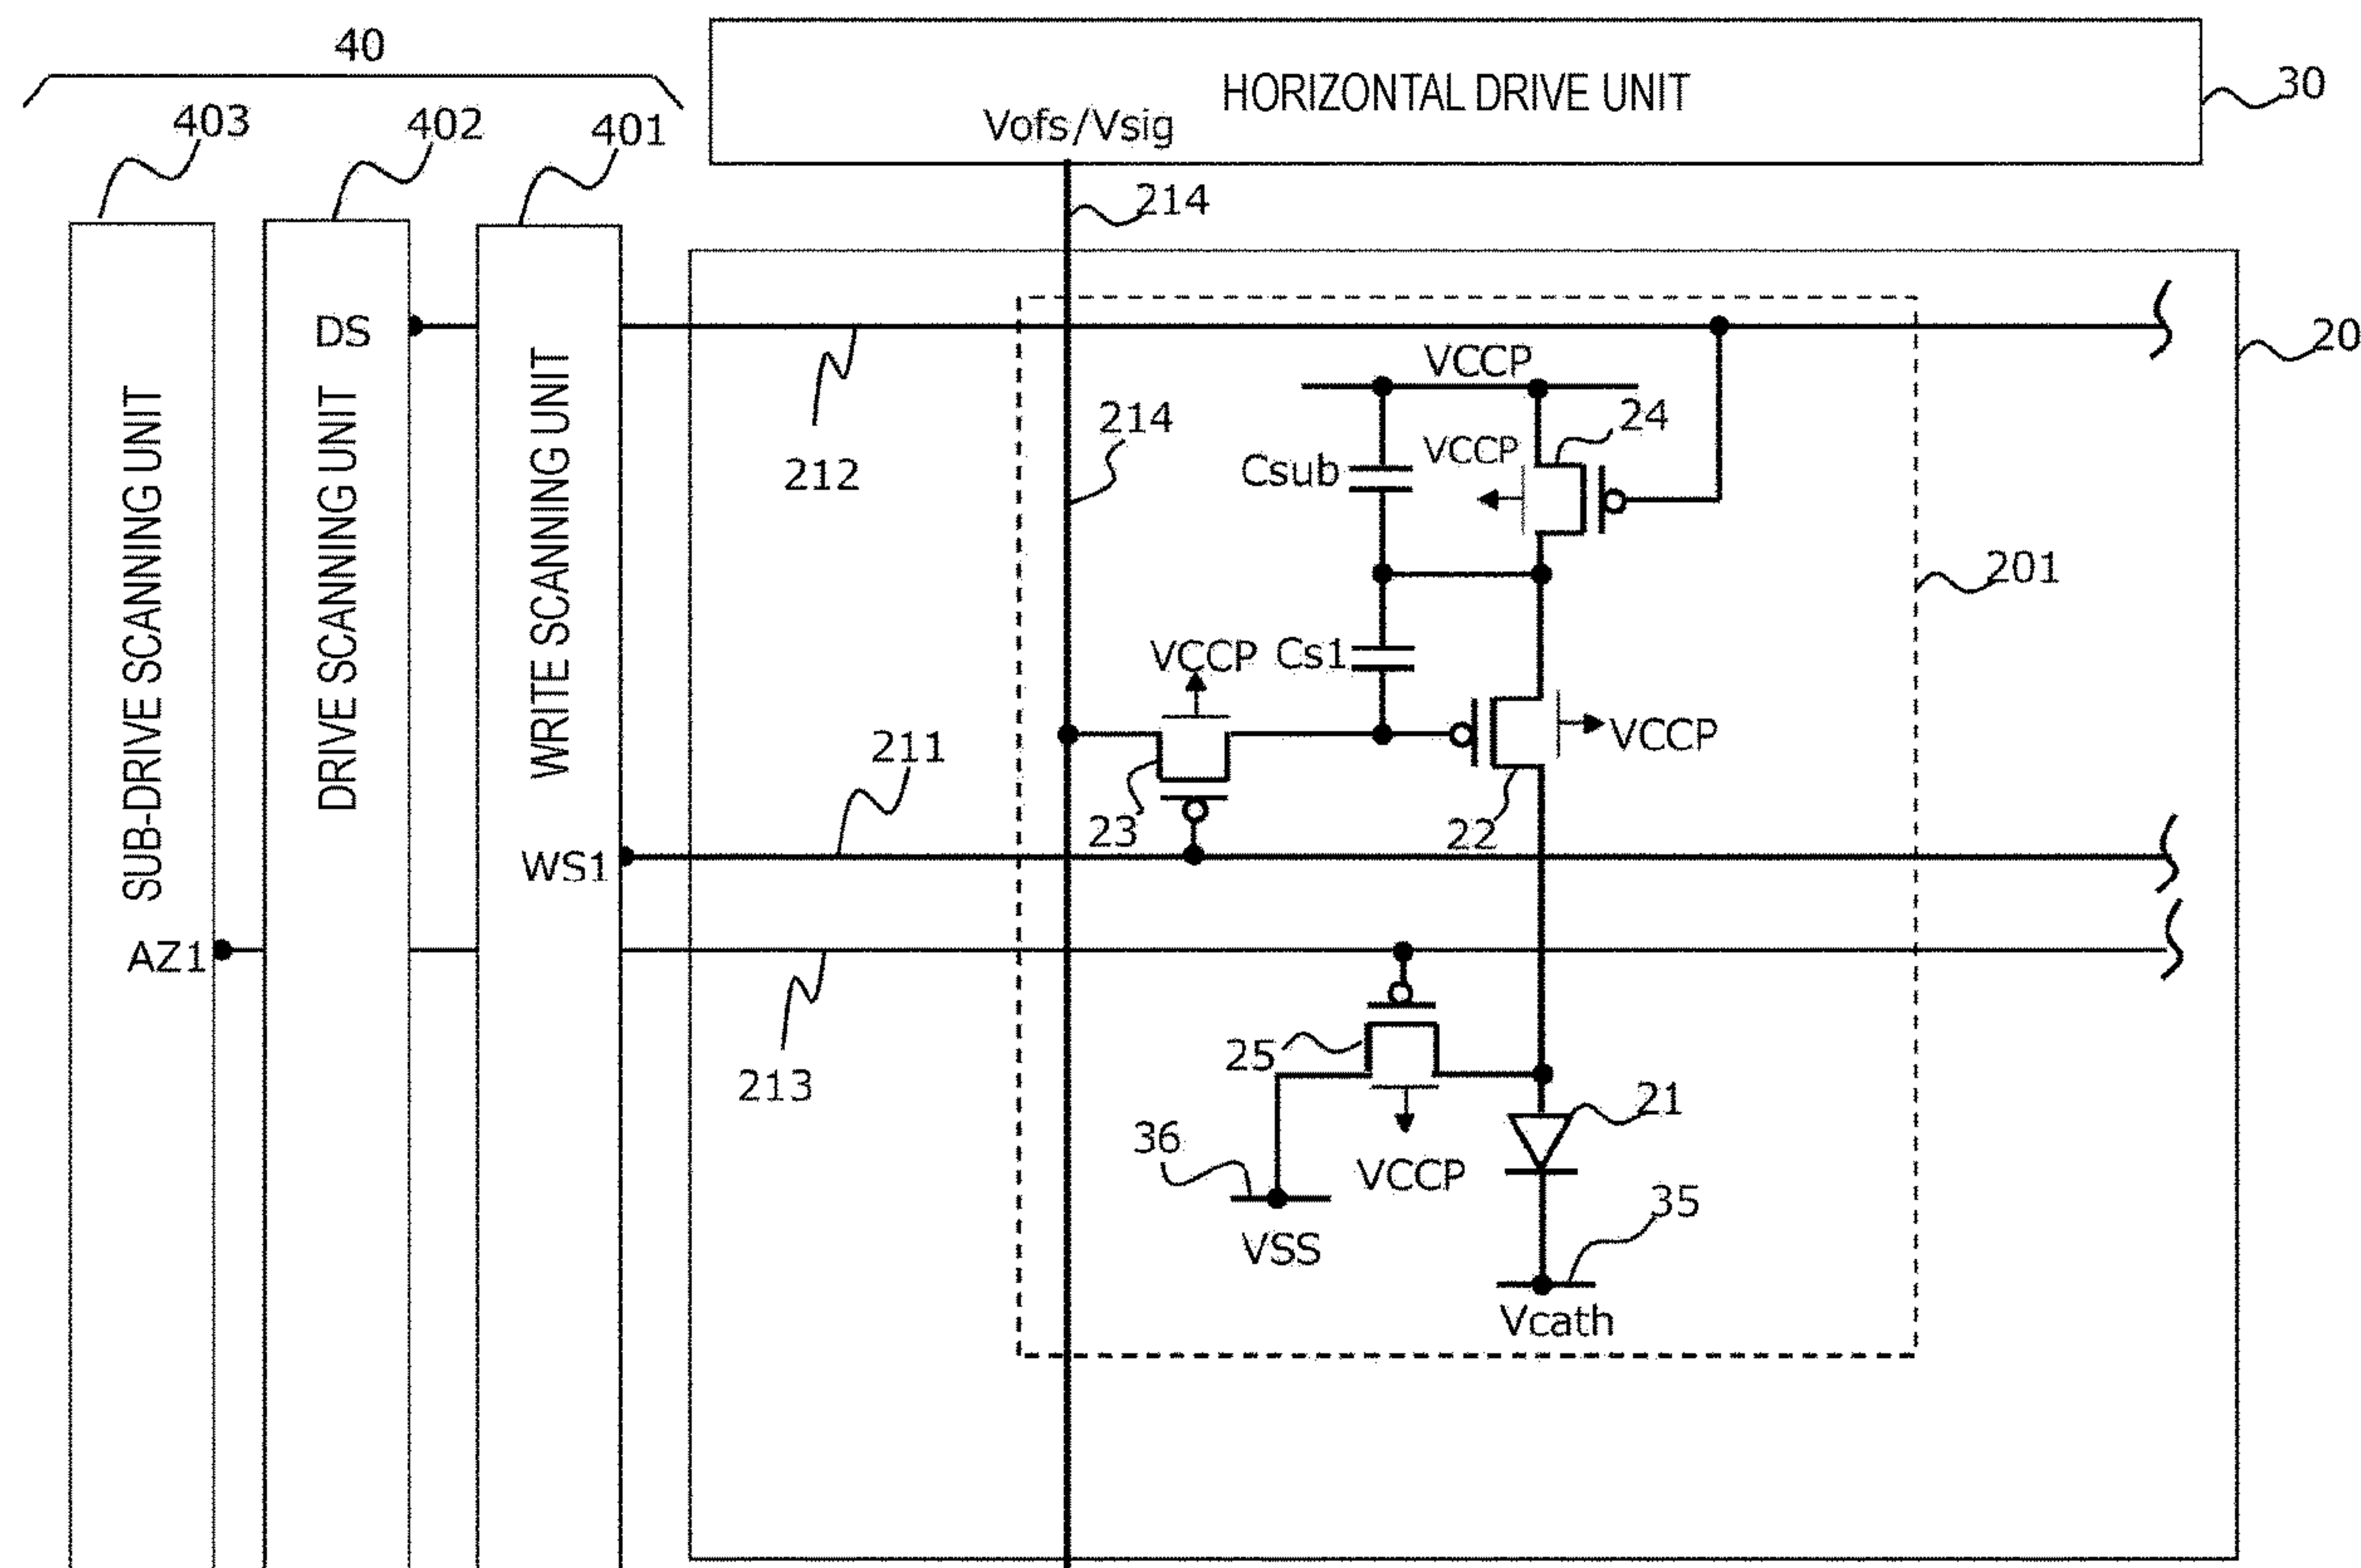 40
HORIZONTAL DRIVE UNIT
30
Vofs/Vsig
403
402
401
214
SUB-DRIVE SCANNING UNIT
DRIVE SCANNING UNIT
WRITE SCANNING UNIT
DS
20
VCCP
212
214
24
VCCP
Csub
201
VCCP
Cs1
VCCP
211
23
22
WS1
AZ1
213
25
21
36
VCCP
35
VSS
Vcath